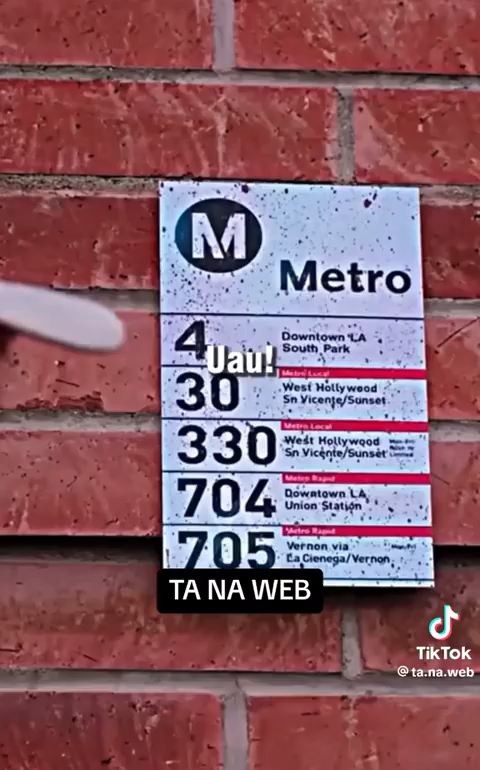 M
Metro
4 Downtown LA
South Park
Uau!
Metro Local
30 West Hollywood
Sn Vicente/Sunset
Metro Local
330 West Hollywood
Sn Vicente/Sunset
Metro Rapid
704 Downtown LA
Union Station
Metro Rapid
705 Vernon via
La Cienega/Vernon
TA NA WEB
TikTok
@ta.na.web